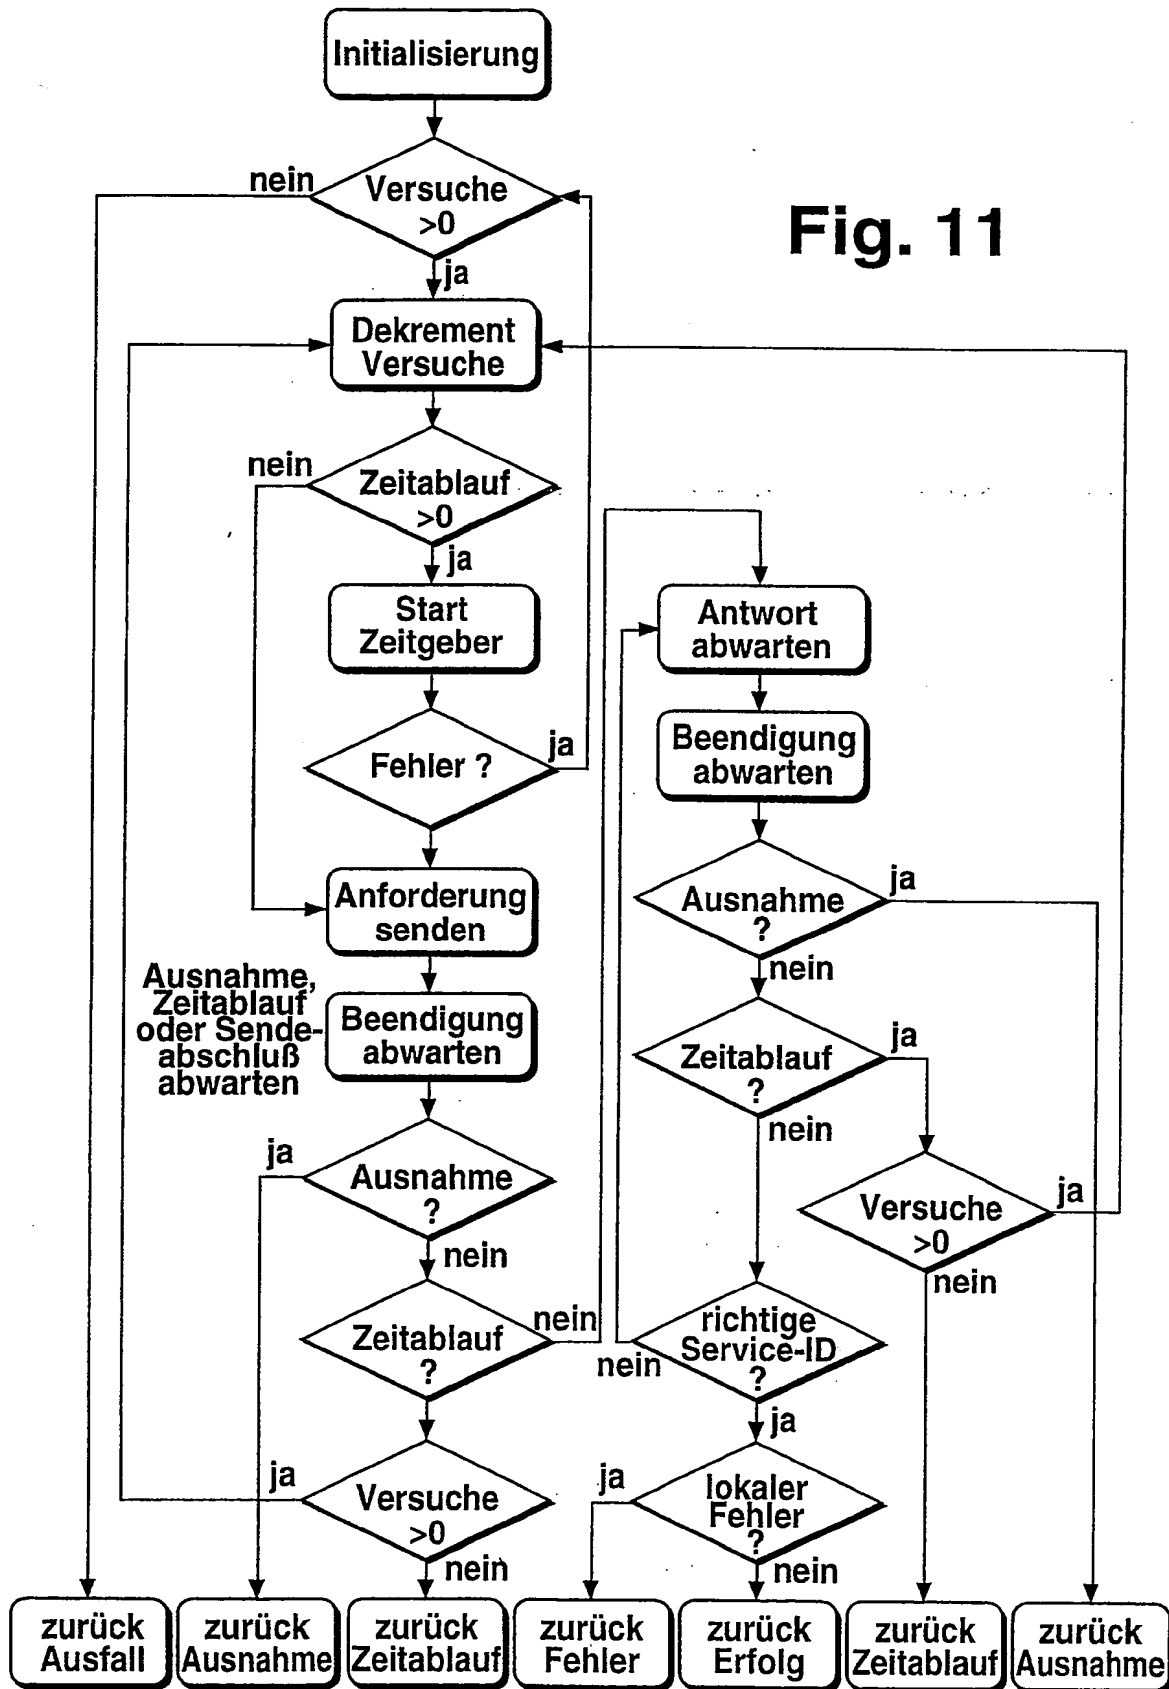 Initialisierung
nein
Versuche
>0
Fig. 11
ja
Dekrement
Versuche
nein
Zeitablauf
>0
ja
Start
Zeitgeber
Fehler ?
ja
Anforderung
senden
Ausnahme,
Zeitablauf
oder Sende-
abschluß
abwarten
Beendigung
abwarten
ja
Ausnahme
?
nein
Zeitablauf
?
nein
ja
Versuche
>0
nein
Antwort
abwarten
Beendigung
abwarten
Ausnahme
?
ja
nein
Zeitablauf
?
ja
nein
Versuche
>0
ja
nein
richtige
Service-ID
?
nein
ja
lokaler
Fehler
?
ja
nein
zurück
Ausfall
zurück
Ausnahme
zurück
Zeitablauf
zurück
Fehler
zurück
Erfolg
zurück
Zeitablauf
zurück
Ausnahme